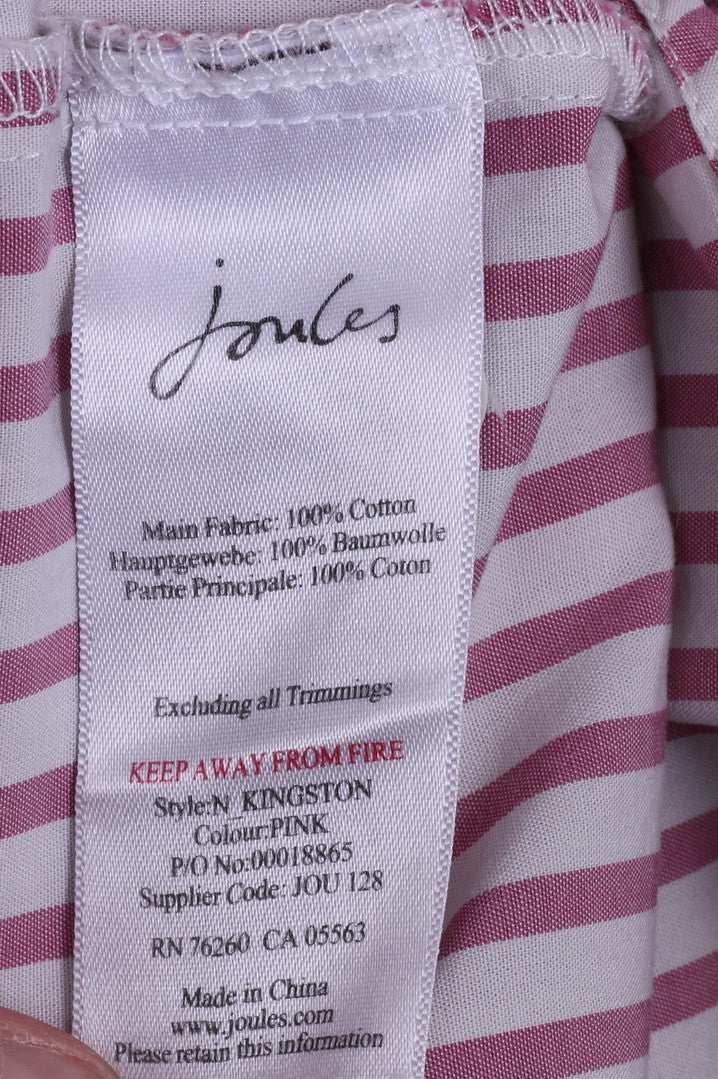 joules
Main Fabric: 100% Cotton
Hauptgewebe: 100% Baumwolle
Partie Principale: 100% Coton
Excluding all Trimmings
KEEP AWAY FROM FIRE
Style:N_KINGSTON
Colour:PINK
P/O No:00018865
Supplier Code: JOU 128
RN 76260 CA 05563
Made in China
www.joules.com
Please retain this information